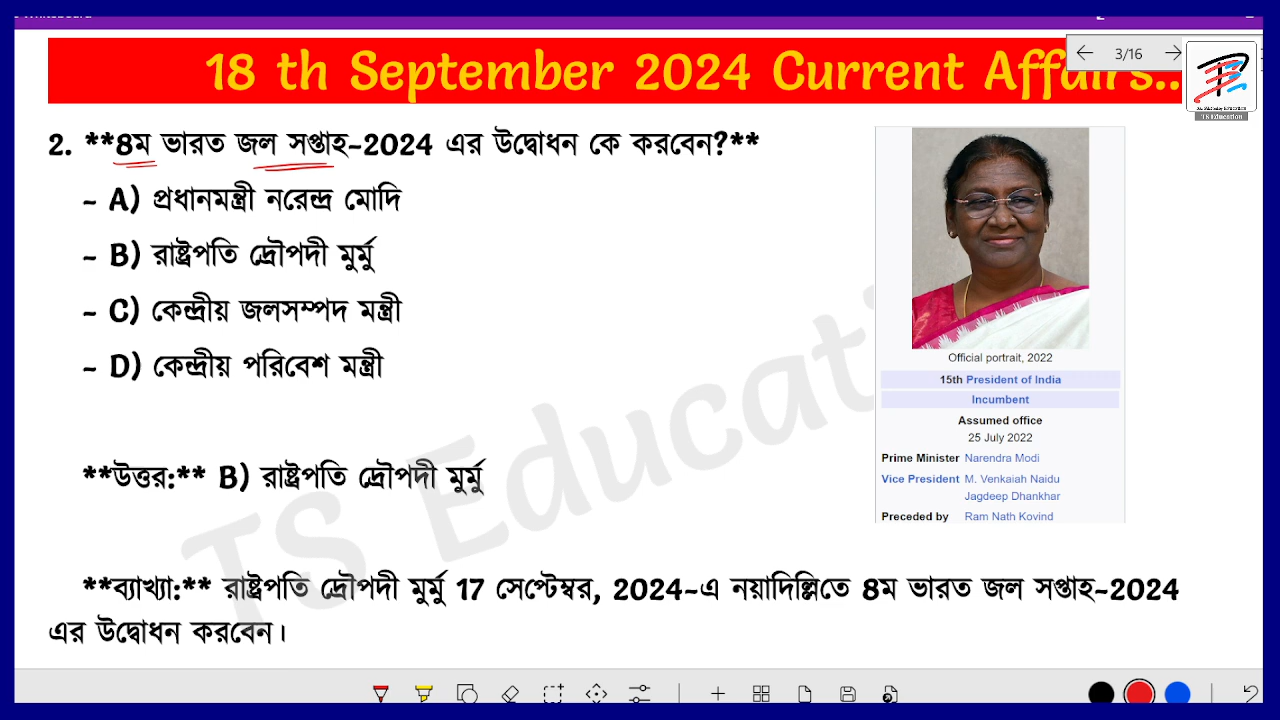 18 th September 2024 Current Affairs..
3/16
TS Education
2. **8ম ভারত জল সপ্তাহ-2024 এর উদ্বোধন কে করবেন?**
- A) প্রধানমন্ত্রী নরেন্দ্র মোদি
- B) রাষ্ট্রপতি দ্রৌপদী মুর্মু
- C) কেন্দ্রীয় জলসম্পদ মন্ত্রী
- D) কেন্দ্রীয় পরিবেশ মন্ত্রী
Official portrait, 2022
15th President of India
Incumbent
Assumed office
25 July 2022
Prime Minister Narendra Modi
Vice President M. Venkaiah Naidu
Jagdeep Dhankhar
Preceded by Ram Nath Kovind
**উত্তর:** B) রাষ্ট্রপতি দ্রৌপদী মুর্মু
TS Educati
**ব্যাখ্যা:** রাষ্ট্রপতি দ্রৌপদী মুর্মু 17 সেপ্টেম্বর, 2024-এ নয়াদিল্লিতে 8ম ভারত জল সপ্তাহ-2024
এর উদ্বোধন করবেন।